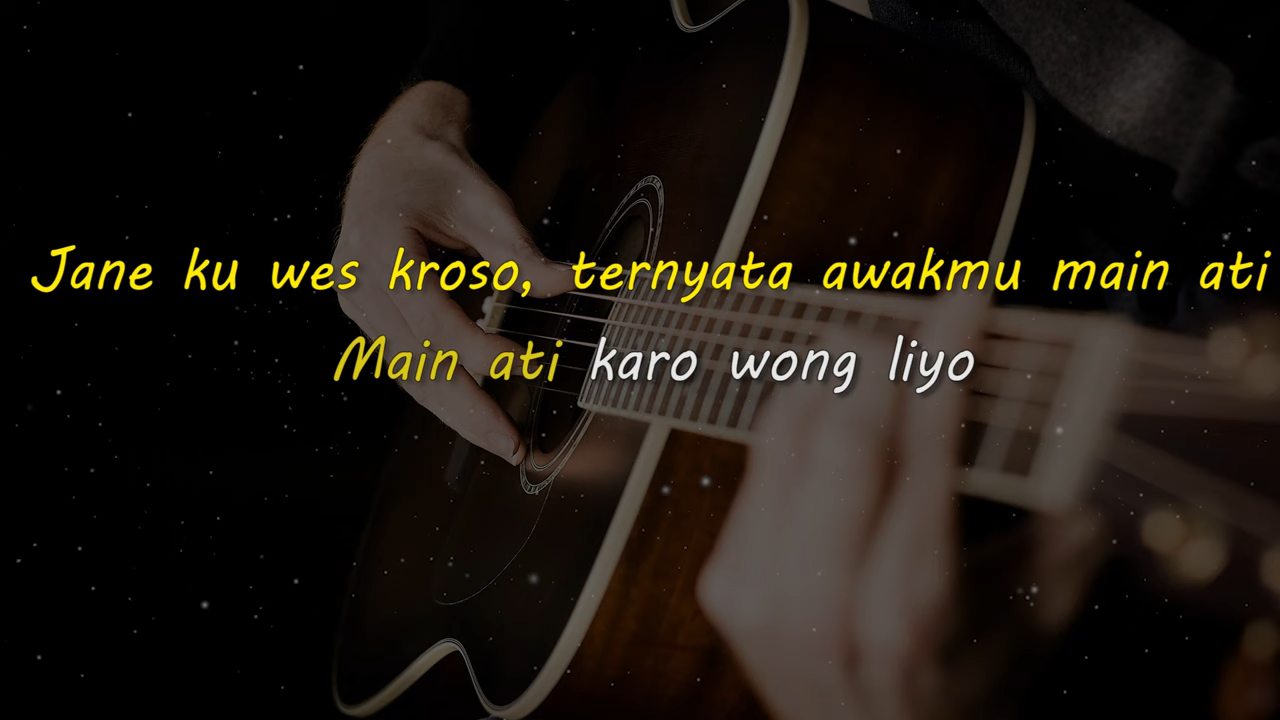 Jane ku wes kroso, ternyata awakmu main ati
Main ati karo wong liyo